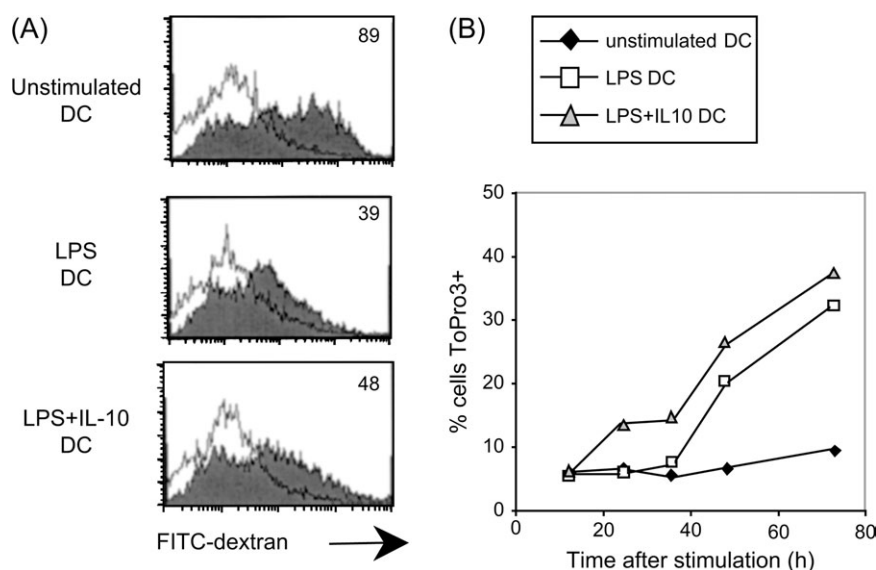 (A)
89
Unstimulated
DC
39
LPS
DC
48
LPS+IL-10
DC
FITC-dextran
(B)
unstimulated DC
LPS DC
LPS+IL10 DC
50
40
30
20
10
0
% cells ToPro3+
0 20 40 60 80
Time after stimulation (h)